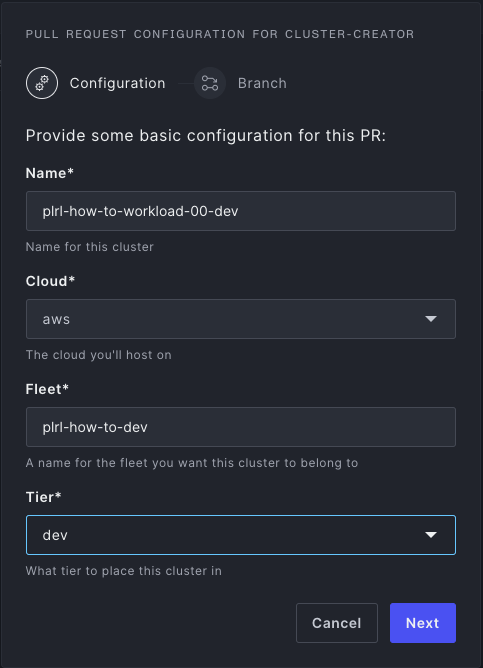 PULL REQUEST CONFIGURATION FOR CLUSTER-CREATOR
Configuration
Branch
Provide some basic configuration for this PR:
Name*
plrl-how-to-workload-00-dev
Name for this cluster
Cloud*
aws
The cloud you'll host on
Fleet*
plrl-how-to-dev
A name for the fleet you want this cluster to belong to
Tier*
dev
What tier to place this cluster in
Cancel
Next